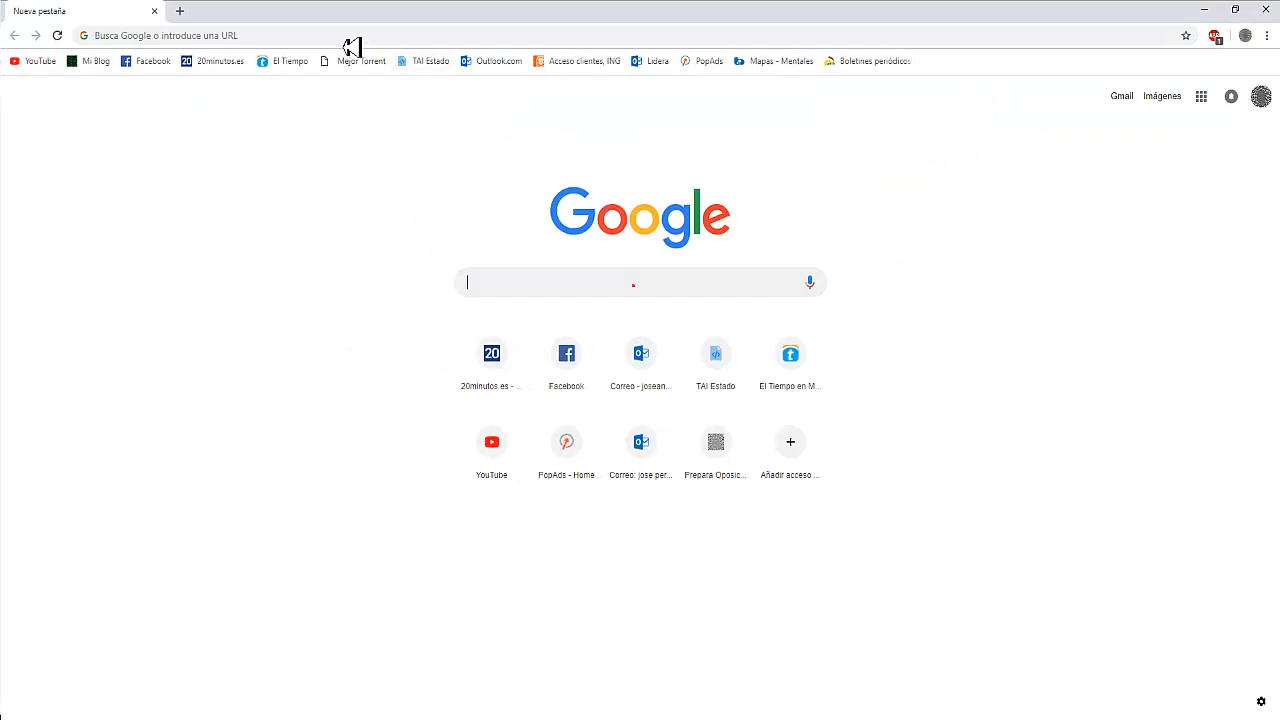 Nueva pestaña
Busca Google o introduce una URL
YouTube Mi Blog Facebook 20minutos.es El Tiempo Mejor Torrent TAI Estado Outlook.com Acceso clientes, ING Lidera PopAds Mapas - Mentales Boletines periódicos
Gmail Imágenes
Google
20minutos.es - ... Facebook Correo - josean... TAI Estado El Tiempo en M...
YouTube PopAds - Home Correo: jose per... Prepara Oposic... Añadir acceso ...